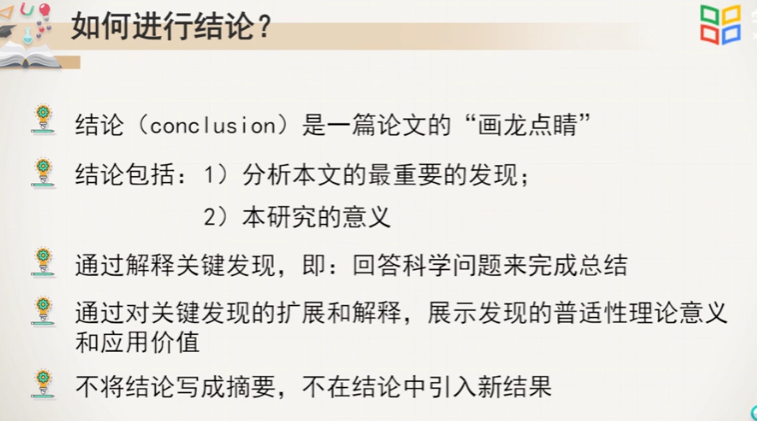 如何进行结论？
结论（conclusion）是一篇论文的“画龙点睛”
结论包括：1）分析本文的最重要的发现；
2）本研究的意义
通过解释关键发现，即：回答科学问题来完成总结
通过对关键发现的扩展和解释，展示发现的普适性理论意义
和应用价值
不将结论写成摘要，不在结论中引入新结果